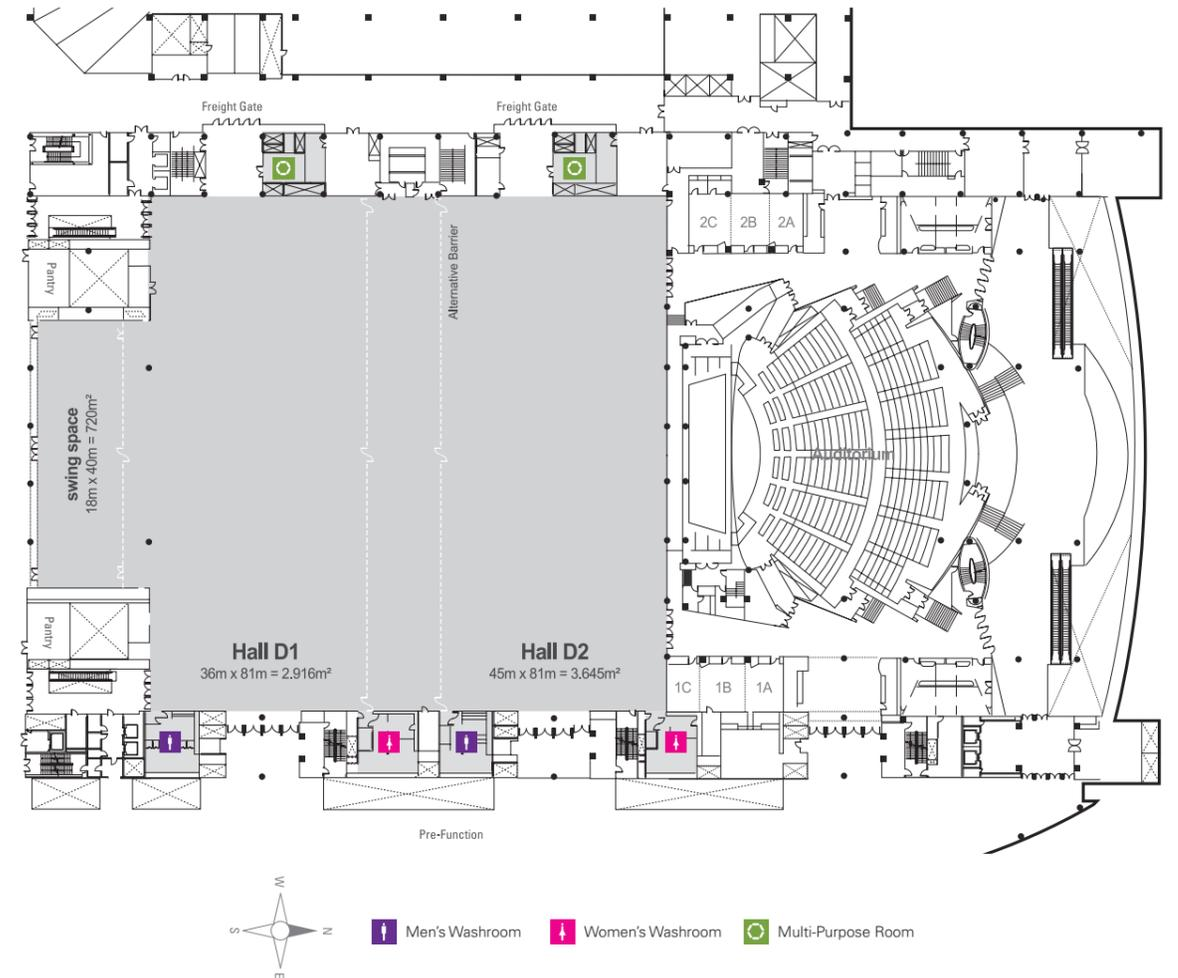 Freight Gate
Freight Gate
2C
2B
2A
Pantry
Alternative Barrier
swing space
18m x 40m = 720m²
Auditorium
Pantry
Hall D1
36m x 81m = 2.916m²
Hall D2
45m x 81m = 3.645m²
1C
1B
1A
Pre-Function
W
S
N
E
Men's Washroom
Women's Washroom
Multi-Purpose Room